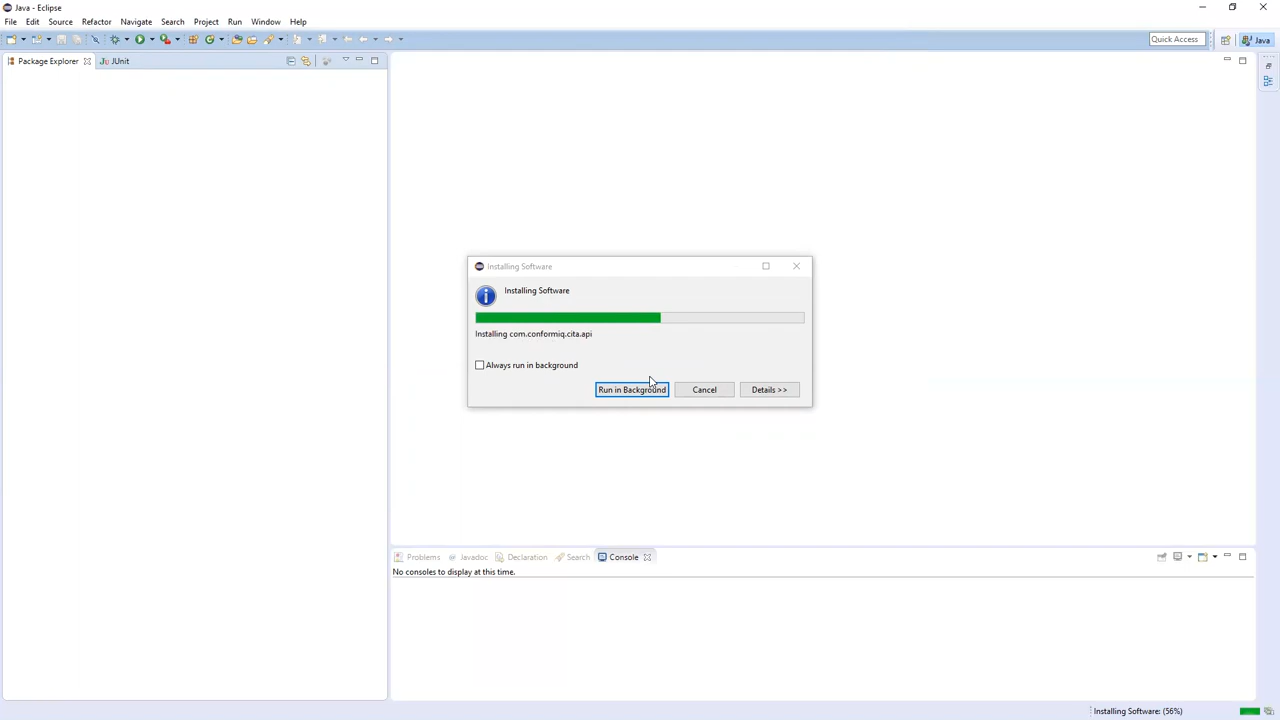 Java - Eclipse
File Edit Source Refactor Navigate Search Project Run Window Help
Quick Access Java
Package Explorer JUnit
Installing Software
Installing Software
Installing com.conformiq.cita.api
Always run in background
Run in Background Cancel Details >>
Problems Javadoc Declaration Search Console
No consoles to display at this time.
Installing Software: (56%)